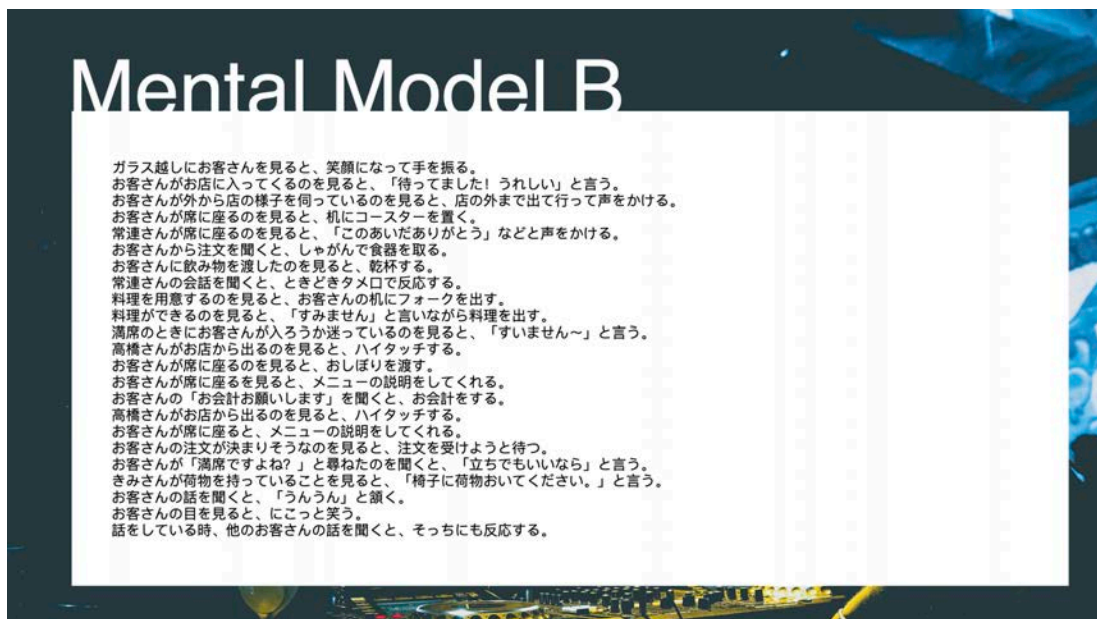 Mental Model B
ガラス越しにお客さんを見ると、笑顔になって手を振る。
お客さんがお店に入ってくるのを見ると、「待ってました！うれしい」と言う。
お客さんが外から店の様子を伺っているのを見ると、店の外まで出て行って声をかける。
お客さんが席に座るのを見ると、机にコースターを置く。
常連さんが席に座るのを見ると、「このあいだありがとう」などと声をかける。
お客さんから注文を聞くと、しゃがんで食器を取る。
お客さんに飲み物を渡したのを見ると、乾杯する。
常連さんの会話を聞くと、ときどきタメ口で反応する。
料理を用意するのを見ると、お客さんの机にフォークを出す。
料理ができるのを見ると、「すみません」と言いながら料理を出す。
満席のときにお客さんが入ろうか迷っているのを見ると、「すいません〜」と言う。
高橋さんがお店から出るのを見ると、ハイタッチする。
お客さんが席に座るのを見ると、おしぼりを渡す。
お客さんが席に座るを見ると、メニューの説明をしてくれる。
お客さんの「お会計お願いします」を聞くと、お会計をする。
高橋さんがお店から出るのを見ると、ハイタッチする。
お客さんが席に座ると、メニューの説明をしてくれる。
お客さんの注文が決まりそうなのを見ると、注文を受けようと待つ。
お客さんが「満席ですよね？」と尋ねたのを聞くと、「立ちでもいいなら」と言う。
きみさんが荷物を持っていることを見ると、「椅子に荷物おいてください。」と言う。
お客さんの話を聞くと、「うんうん」と頷く。
お客さんの目を見ると、にこっと笑う。
話をしている時、他のお客さんの話を聞くと、そっちにも反応する。